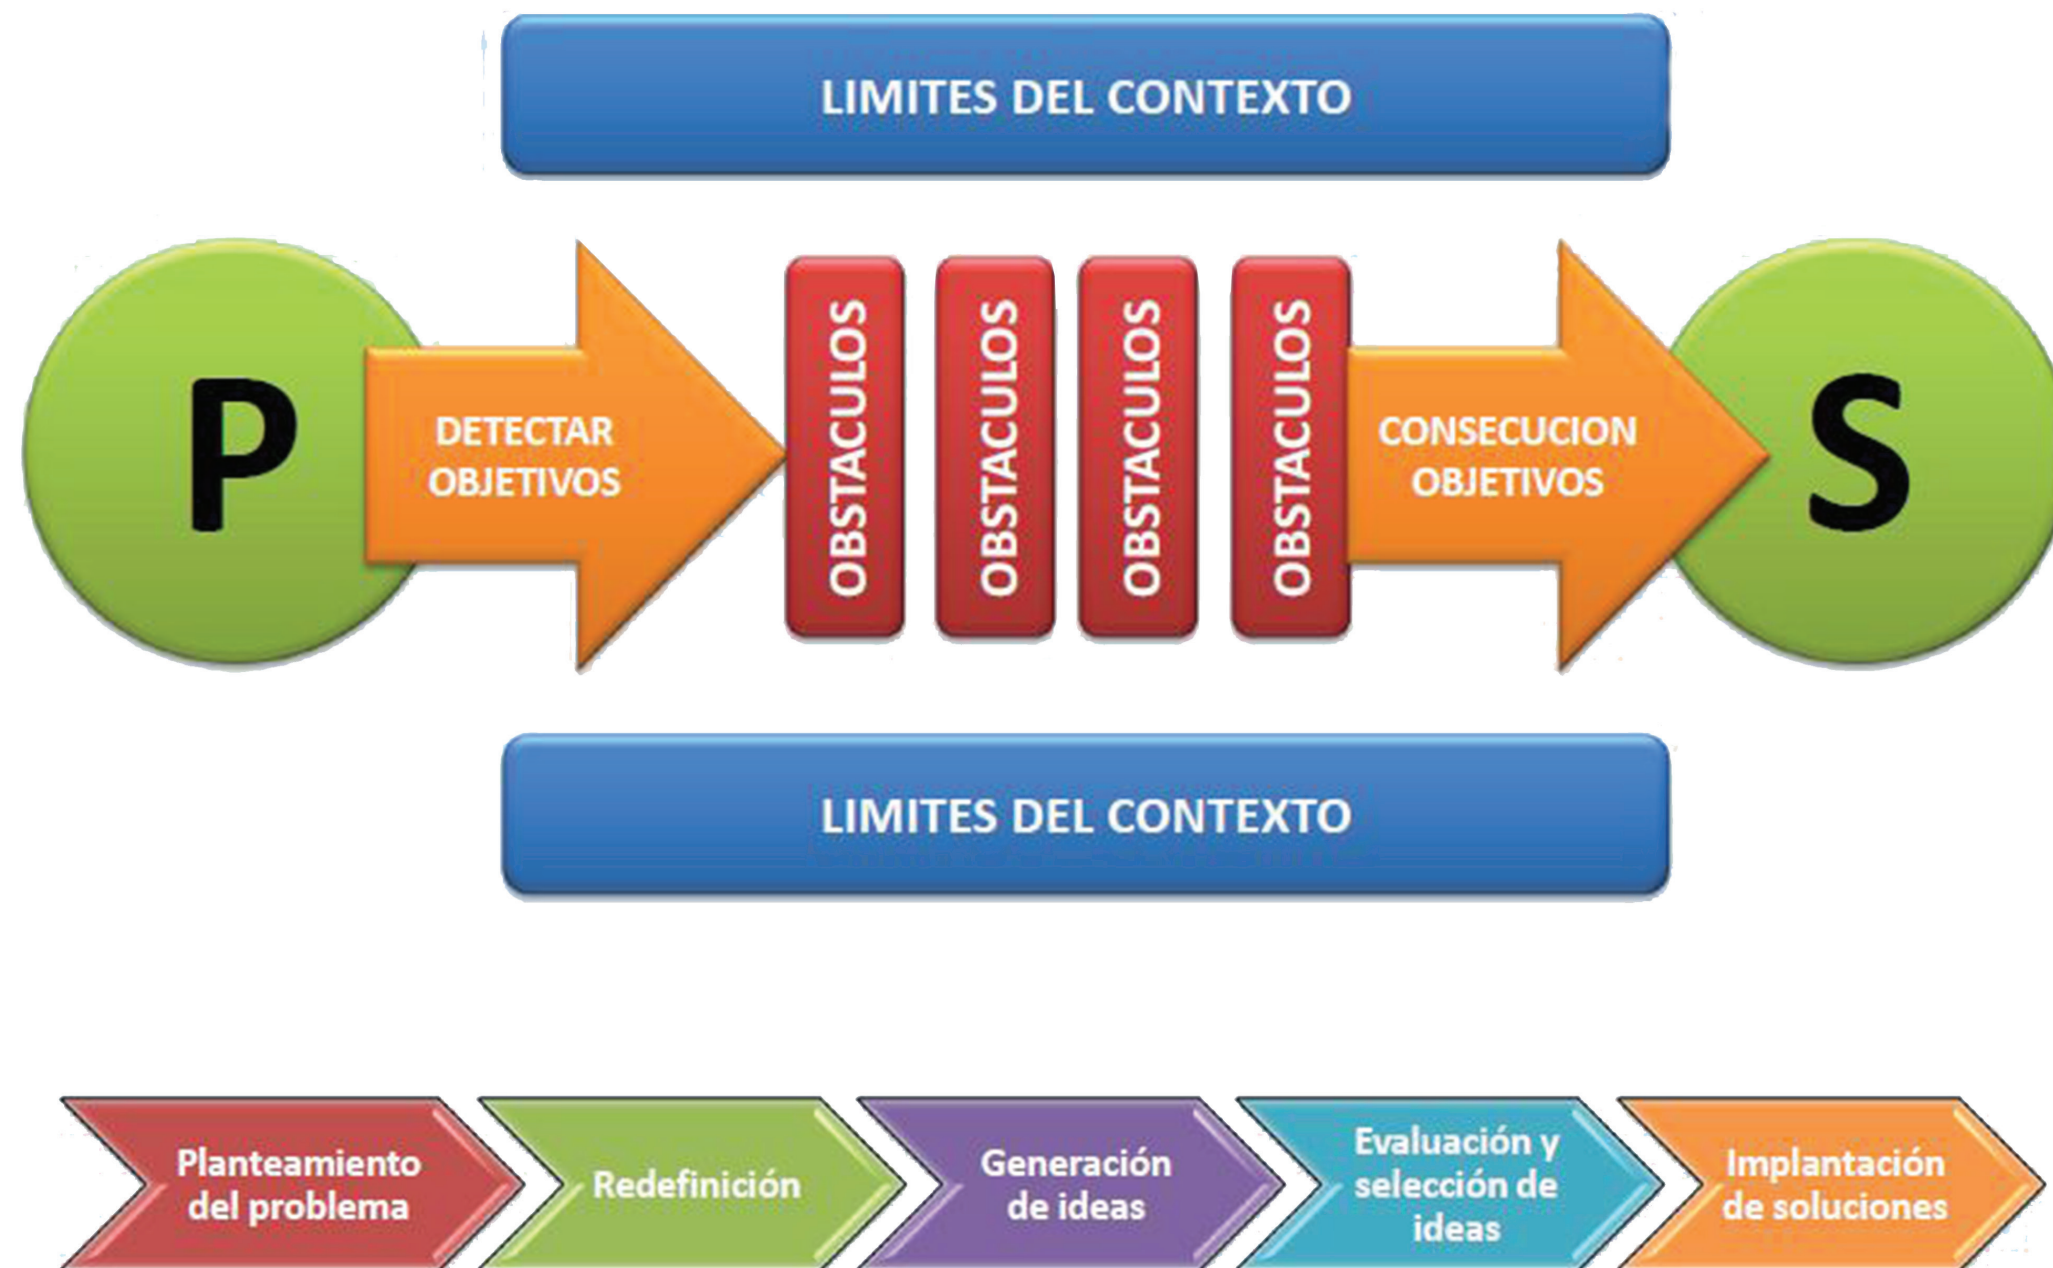 LIMITES DEL CONTEXTO
P
DETECTAR
OBJETIVOS
OBSTACULOS
OBSTACULOS
OBSTACULOS
OBSTACULOS
CONSECUCION
OBJETIVOS
S
LIMITES DEL CONTEXTO
Planteamiento
del problema
Redefinición
Generación
de ideas
Evaluación y
selección de
ideas
Implantación
de soluciones